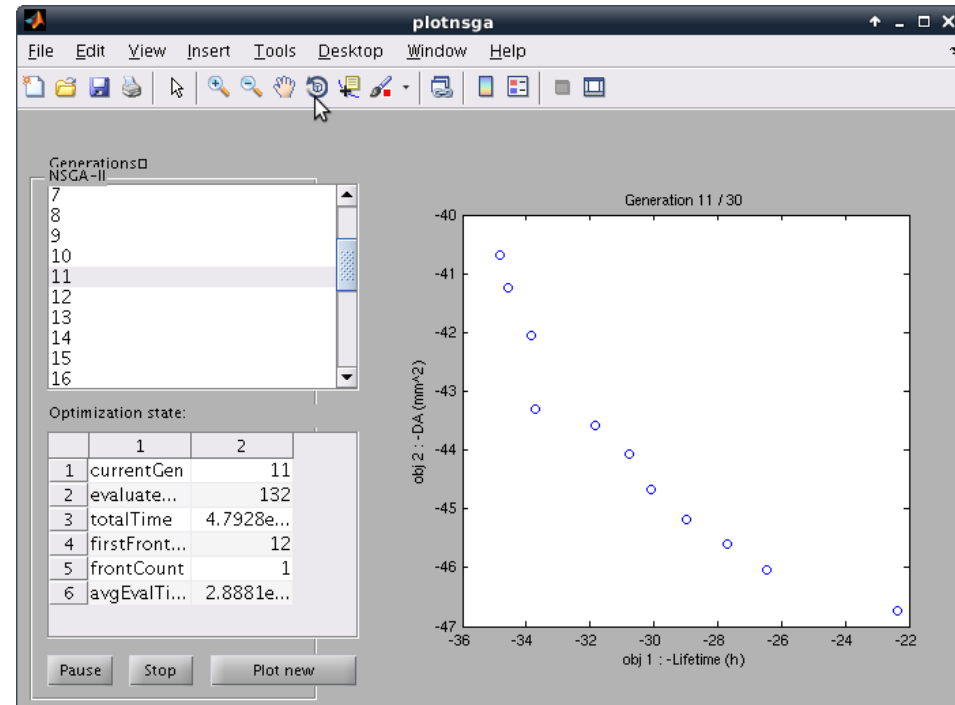 plotnsga
File Edit View Insert Tools Desktop Window Help
Generations□
NSGA-II
7
8
9
10
11
12
13
14
15
16
Optimization state:
1 2
1 currentGen 11
2 evaluate... 132
3 totalTime 4.7928e...
4 firstFront... 12
5 frontCount 1
6 avgEvalTi... 2.8881e...
Pause Stop Plot new
Generation 11 / 30
-40
-41
-42
-43
-44
-45
-46
-47
obj 2 : -DA (mm^2)
-36 -34 -32 -30 -28 -26 -24 -22
obj 1 : -Lifetime (h)